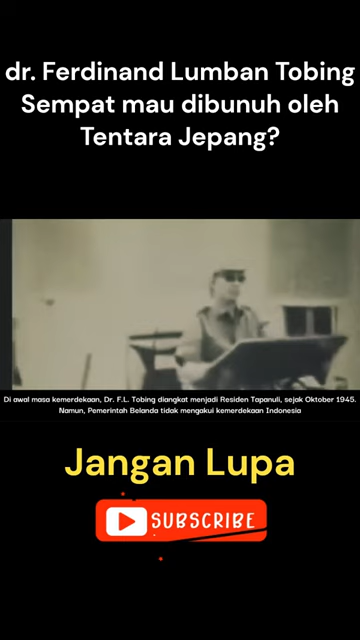 dr. Ferdinand Lumban Tobing
Sempat mau dibunuh oleh
Tentara Jepang?
Di awal masa kemerdekaan, Dr. F.L. Tobing diangkat menjadi Residen Tapanuli, sejak Oktober 1945.
Namun, Pemerintah Belanda tidak mengakui kemerdekaan Indonesia
Jangan Lupa
SUBSCRIBE